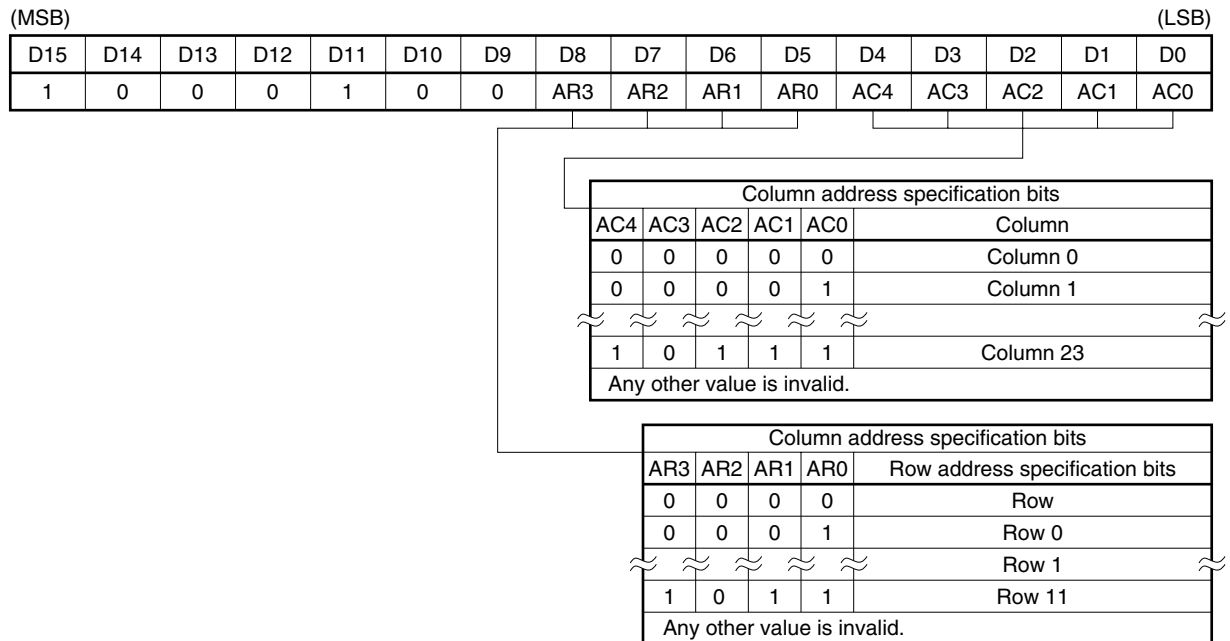 (MSB) (LSB)
D15 D14 D13 D12 D11 D10 D9 D8 D7 D6 D5 D4 D3 D2 D1 D0
1 0 0 0 1 0 0 AR3 AR2 AR1 AR0 AC4 AC3 AC2 AC1 AC0
Column address specification bits
AC4 AC3 AC2 AC1 AC0 Column
0 0 0 0 0 Column 0
0 0 0 0 1 Column 1
1 0 1 1 1 Column 23
Any other value is invalid.
Column address specification bits
AR3 AR2 AR1 AR0 Row address specification bits
0 0 0 0 Row
0 0 0 1 Row 0
Row 1
1 0 1 1 Row 11
Any other value is invalid.